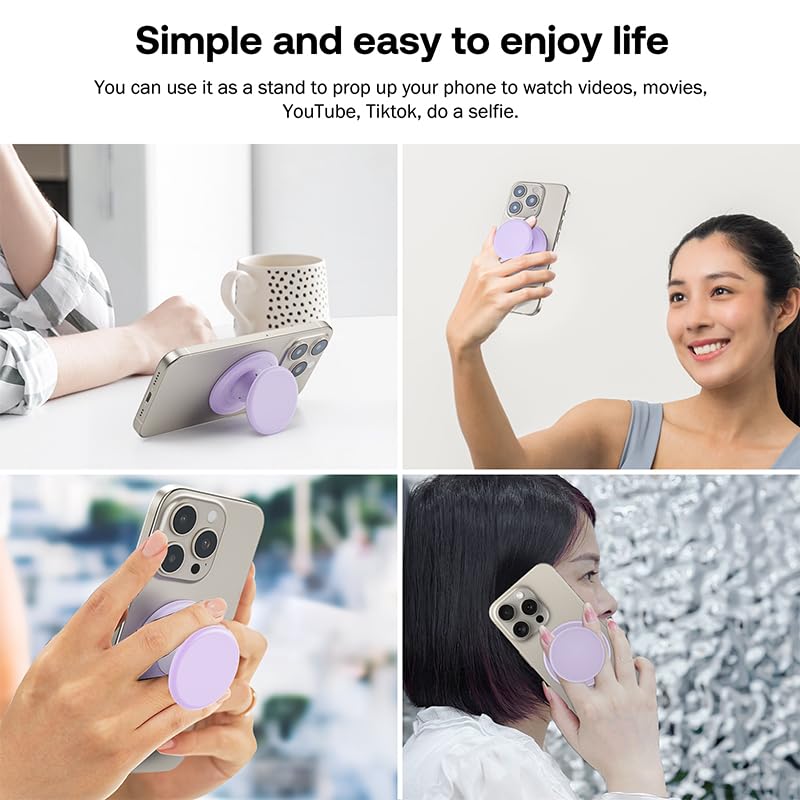 Simple and easy to enjoy life
You can use it as a stand to prop up your phone to watch videos, movies,
YouTube, Tiktok, do a selfie.